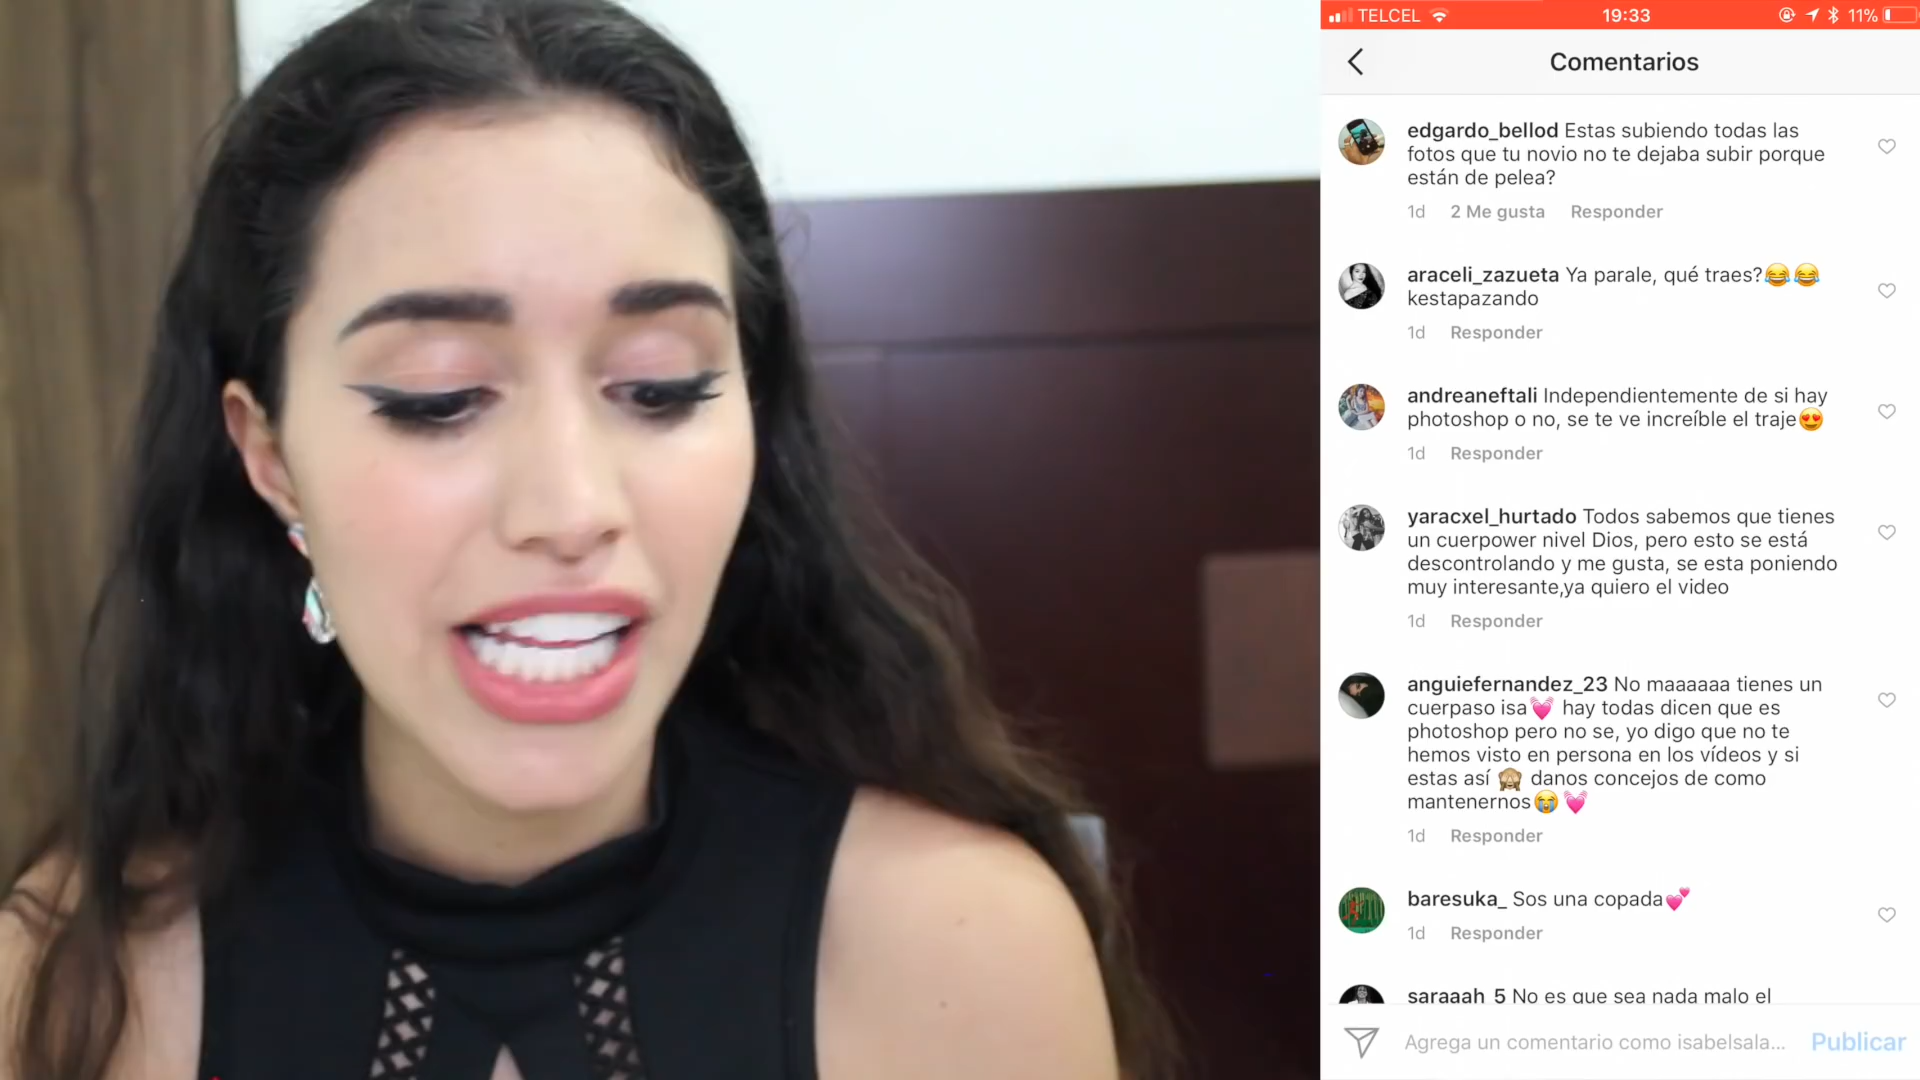 TELCEL 19:33 11%
Comentarios
edgardo_bellod Estas subiendo todas las
fotos que tu novio no te dejaba subir porque
están de pelea?
1d 2 Me gusta Responder
araceli_zazueta Ya parale, qué traes?😂😂
kestapazando
1d Responder
andreaneftali Independientemente de si hay
photoshop o no, se te ve increíble el traje😍
1d Responder
yaracxel_hurtado Todos sabemos que tienes
un cuerpower nivel Dios, pero esto se está
descontrolando y me gusta, se esta poniendo
muy interesante,ya quiero el video
1d Responder
anguiefernandez_23 No maaaaaa tienes un
cuerpaso isa💓 hay todas dicen que es
photoshop pero no se, yo digo que no te
hemos visto en persona en los vídeos y si
estas así 🙈 danos concejos de como
mantenernos😭💓
1d Responder
baresuka_ Sos una copada💕
1d Responder
saraaah_5 No es que sea nada malo el
Agrega un comentario como isabelsala... Publicar